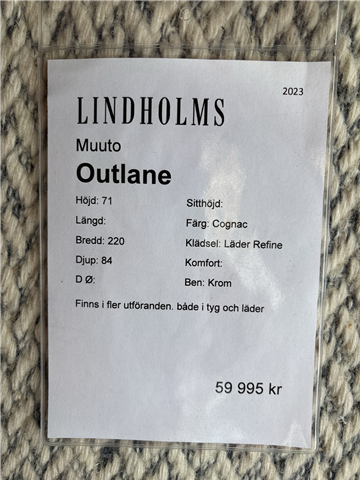 2023
LINDHOLMS
Muuto
Outlane
Höjd: 71 Sitthöjd:
Längd: Färg: Cognac
Bredd: 220 Klädsel: Läder Refine
Djup: 84 Komfort:
D Ø: Ben: Krom
Finns i fler utföranden. både i tyg och läder
59 995 kr